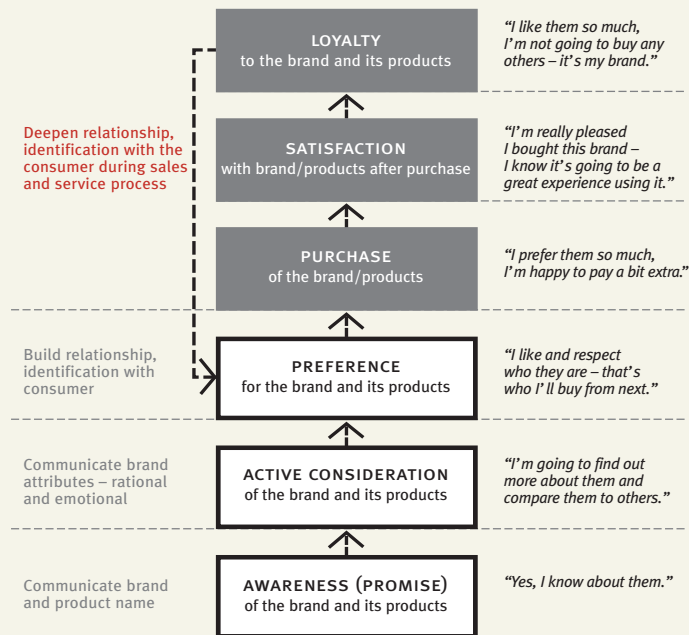 LOYALTY
to the brand and its products
“I like them so much,
I’m not going to buy any
others – it’s my brand.”
Deepen relationship,
identification with the
consumer during sales
and service process
SATISFACTION
with brand/products after purchase
“I’m really pleased
I bought this brand –
I know it’s going to be a
great experience using it.”
PURCHASE
of the brand/products
“I prefer them so much,
I’m happy to pay a bit extra.”
Build relationship,
identification with
consumer
PREFERENCE
for the brand and its products
“I like and respect
who they are – that’s
who I’ll buy from next.”
Communicate brand
attributes – rational
and emotional
ACTIVE CONSIDERATION
of the brand and its products
“I’m going to find out
more about them and
compare them to others.”
Communicate brand
and product name
AWARENESS (PROMISE)
of the brand and its products
“Yes, I know about them.”